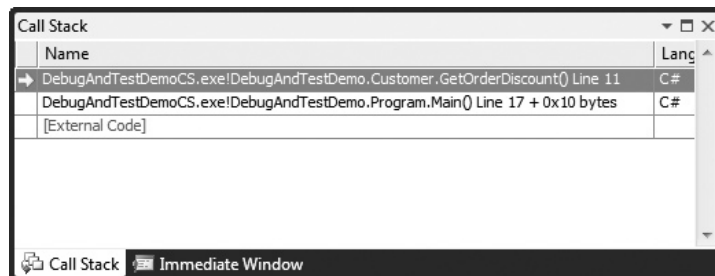 Call Stack
Name Lang
DebugAndTestDemoCS.exe!DebugAndTestDemo.Customer.GetOrderDiscount() Line 11 C#
DebugAndTestDemoCS.exe!DebugAndTestDemo.Program.Main() Line 17 + 0x10 bytes C#
[External Code]
Call Stack Immediate Window